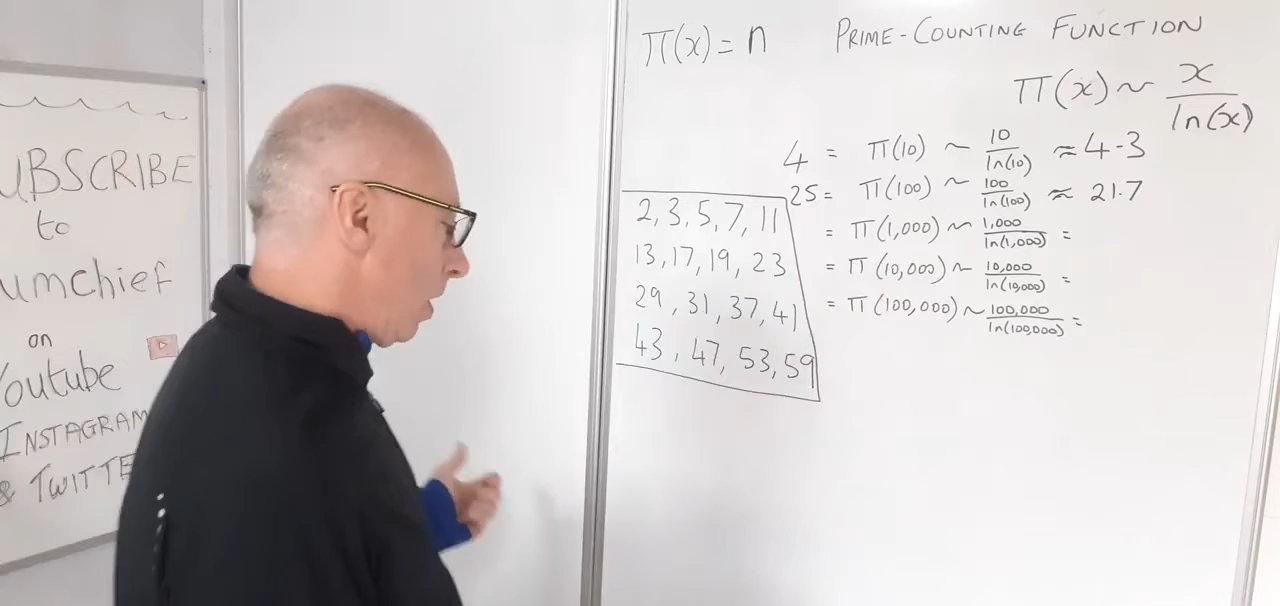 UBSCRIBE
to
umchief
on
Youtube
INSTAGRAM
& TWITTE
π(x) = n
PRIME-COUNTING FUNCTION
π(x) ~ x/ln(x)
4 = π(10) ~ 10/ln(10) ≈ 4.3
25 = π(100) ~ 100/ln(100) ≈ 21.7
= π(1,000) ~ 1,000/ln(1,000) =
= π(10,000) ~ 10,000/ln(10,000) =
= π(100,000) ~ 100,000/ln(100,000) =
2, 3, 5, 7, 11
13, 17, 19, 23
29, 31, 37, 41
43, 47, 53, 59